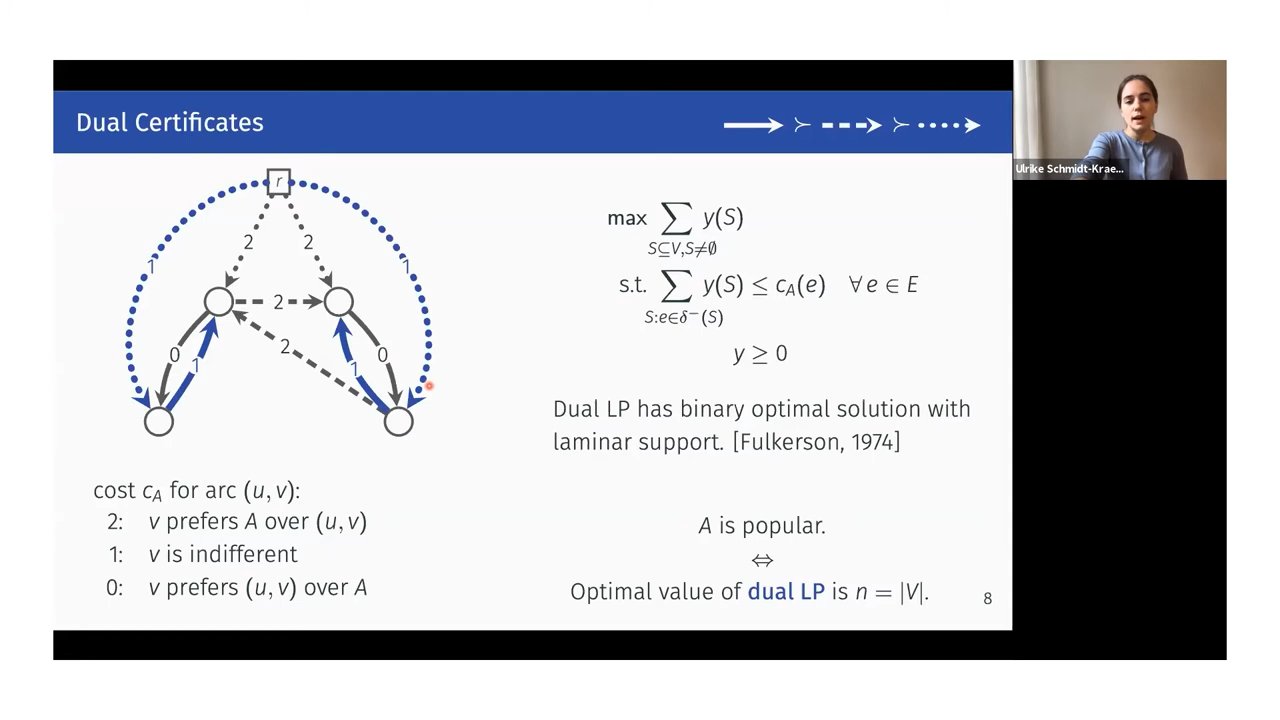 Dual Certificates
≻ ≻
r
1
2
2
1
2
0
1
2
1
0
cost c_A for arc (u, v):
2: v prefers A over (u, v)
1: v is indifferent
0: v prefers (u, v) over A
max ∑ y(S)
S⊆V,S≠∅
s.t. ∑ y(S) ≤ c_A(e) ∀ e ∈ E
S:e∈δ⁻(S)
y ≥ 0
Dual LP has binary optimal solution with
laminar support. [Fulkerson, 1974]
A is popular.
⇔
Optimal value of dual LP is n = |V|.
8
Ulrike Schmidt-Krae...